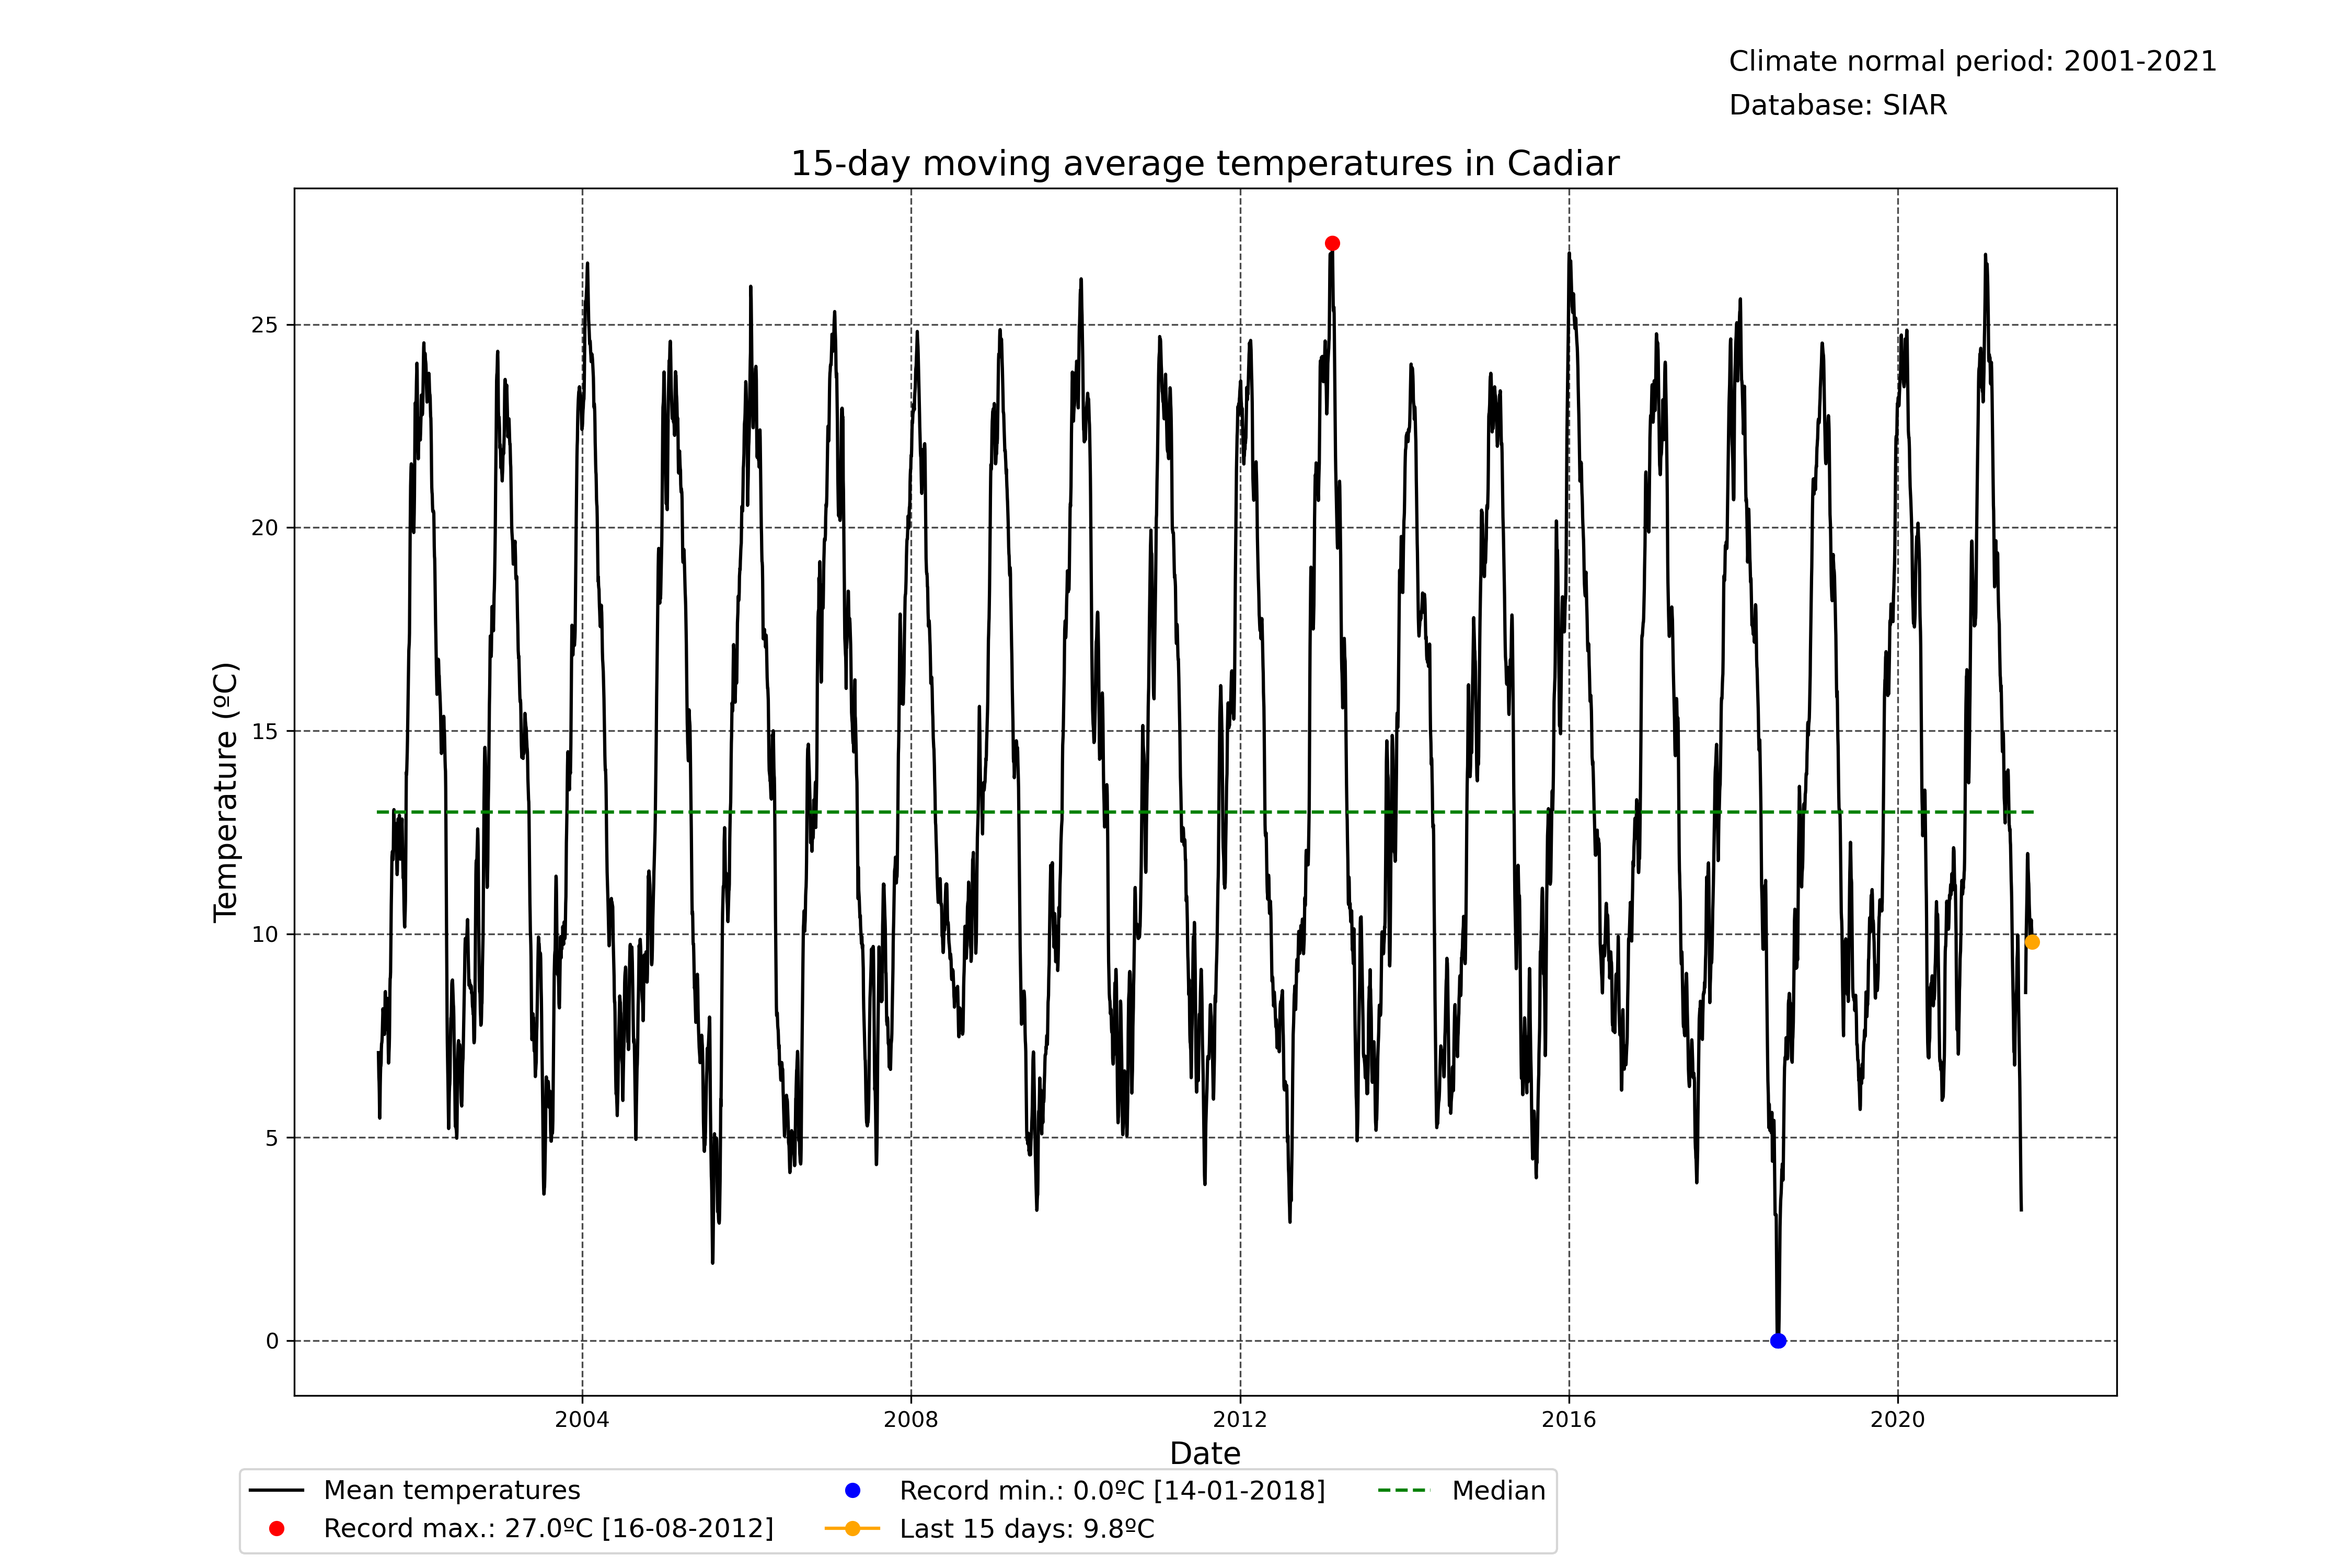 Climate normal period: 2001-2021
Database: SIAR
15-day moving average temperatures in Cadiar
Temperature (ºC)
25
20
15
10
5
0
2004
2008
2012
2016
2020
Date
Mean temperatures
Record max.: 27.0ºC [16-08-2012]
Record min.: 0.0ºC [14-01-2018]
Last 15 days: 9.8ºC
Median